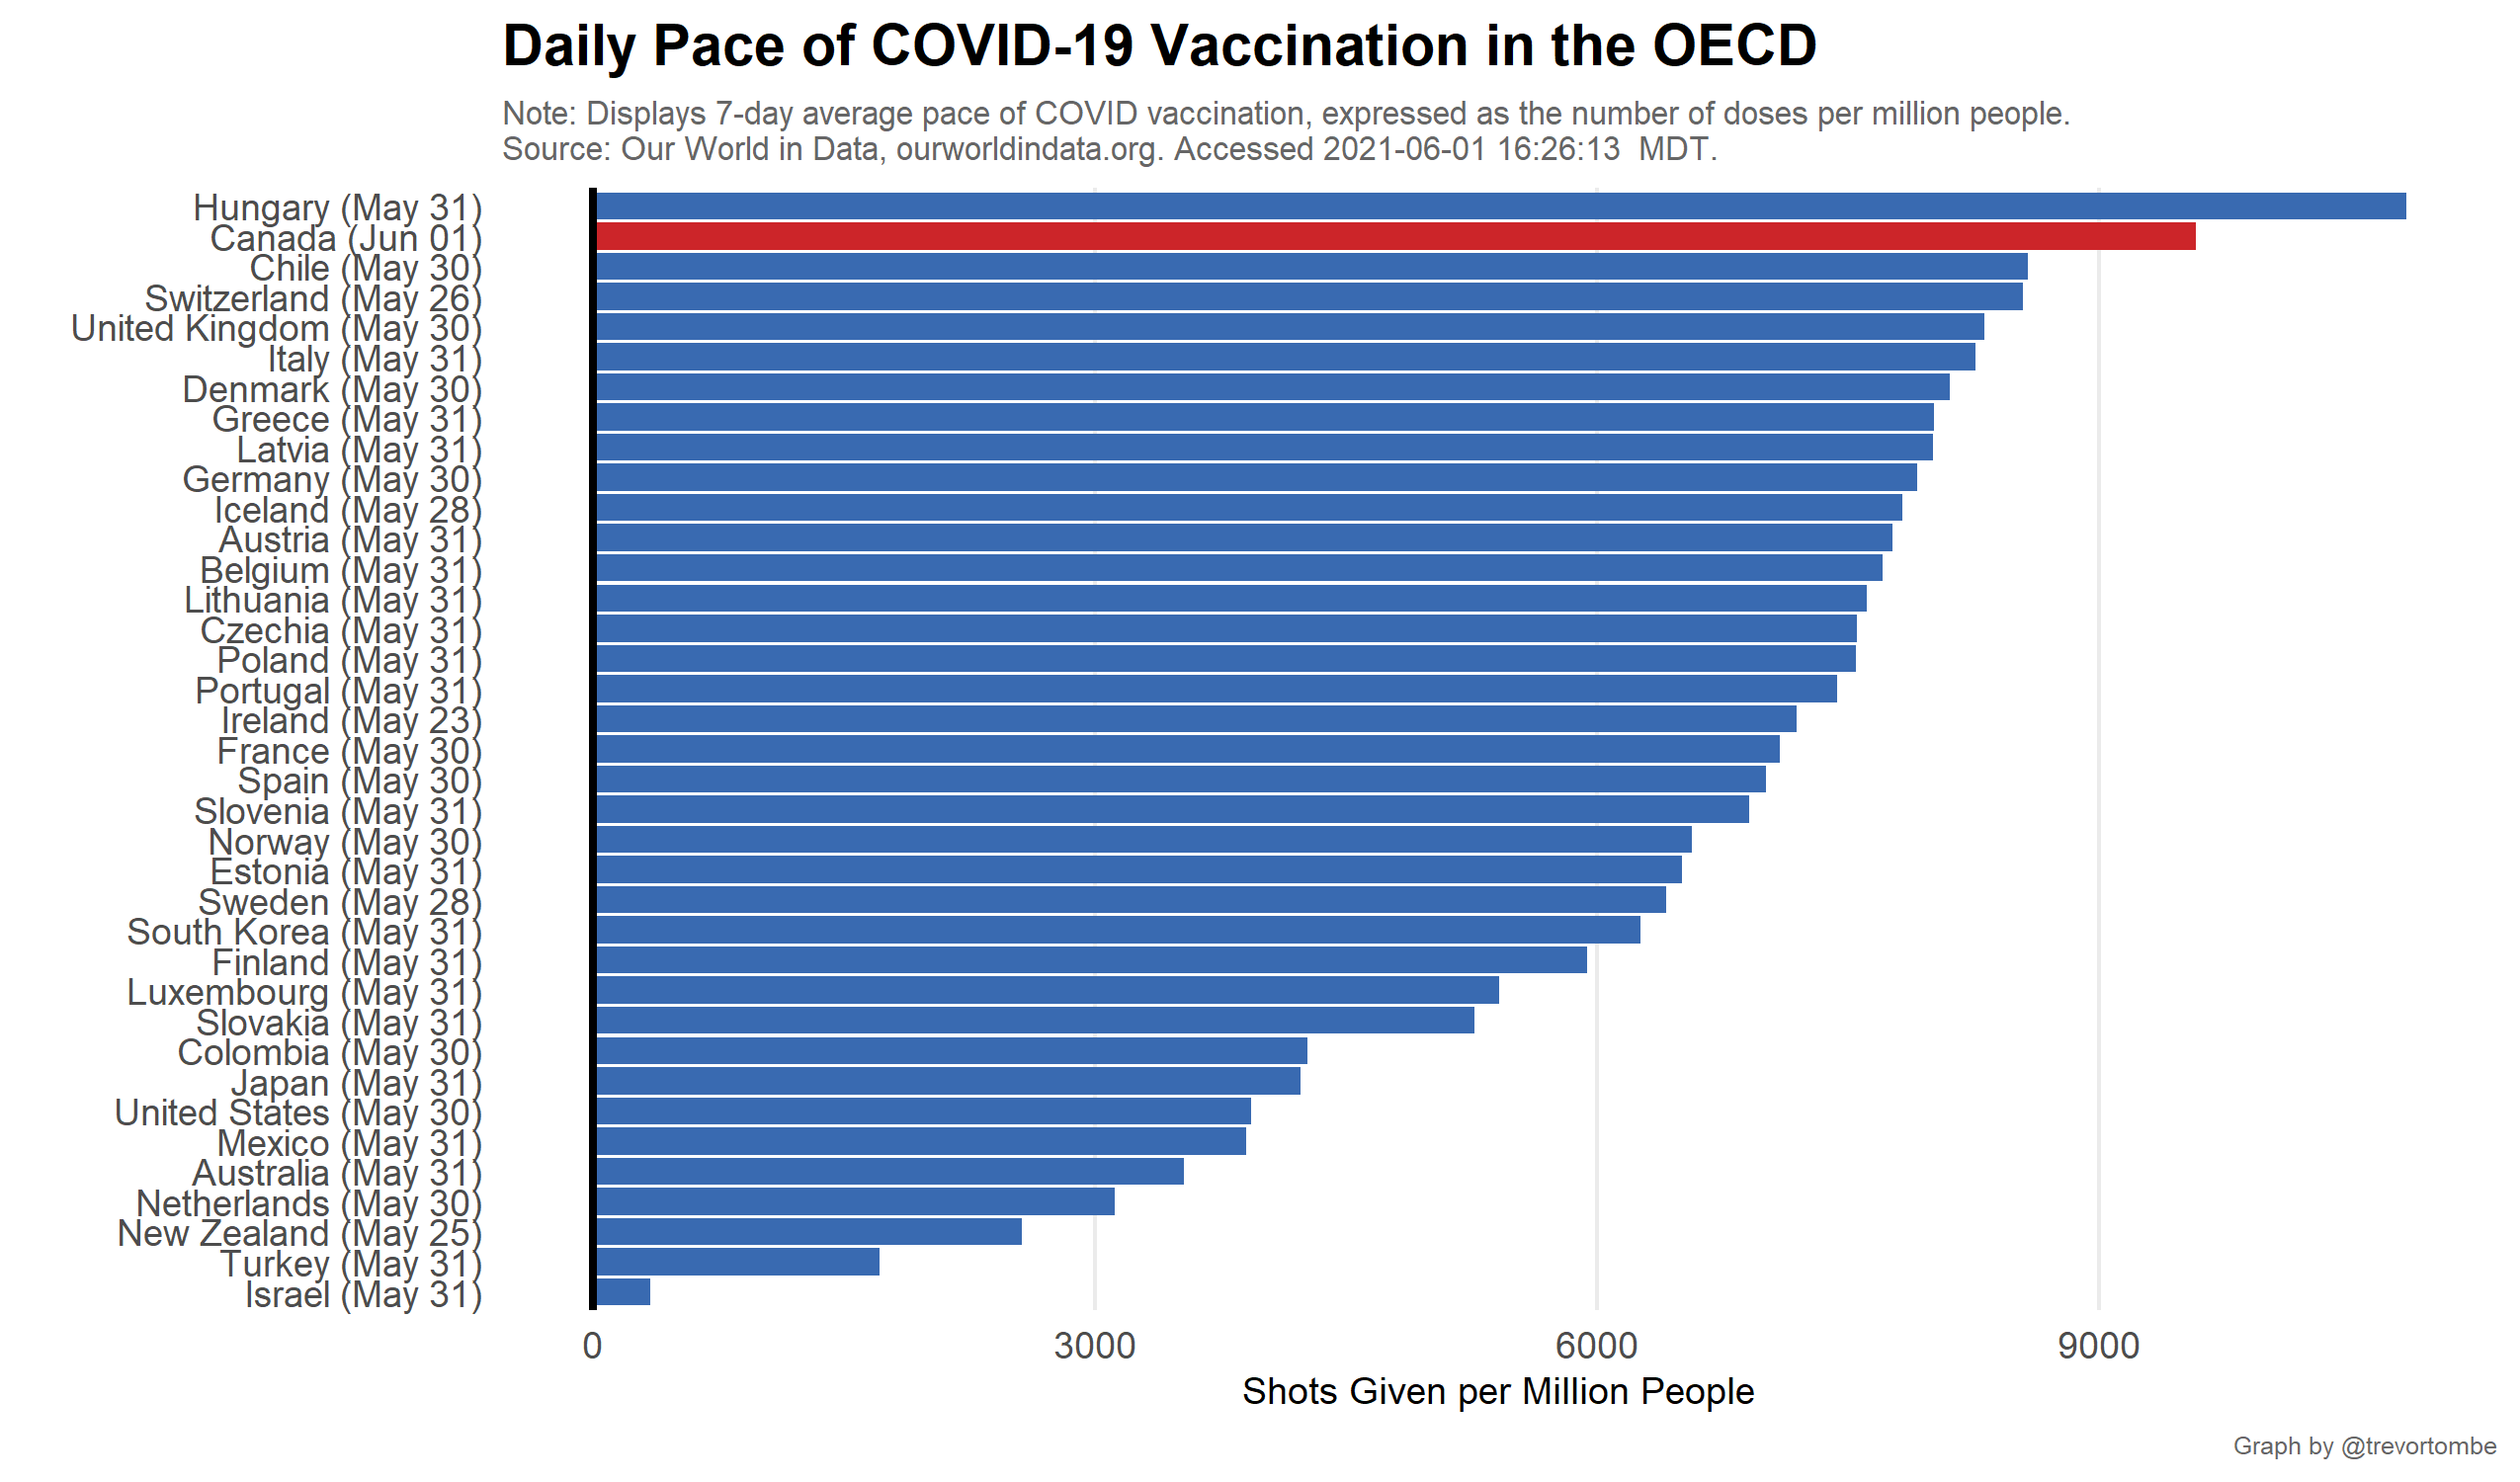 Daily Pace of COVID-19 Vaccination in the OECD
Note: Displays 7-day average pace of COVID vaccination, expressed as the number of doses per million people.
Source: Our World in Data, ourworldindata.org. Accessed 2021-06-01 16:26:13  MDT.
Hungary (May 31)
Canada (Jun 01)
Chile (May 30)
Switzerland (May 26)
United Kingdom (May 30)
Italy (May 31)
Denmark (May 30)
Greece (May 31)
Latvia (May 31)
Germany (May 30)
Iceland (May 28)
Austria (May 31)
Belgium (May 31)
Lithuania (May 31)
Czechia (May 31)
Poland (May 31)
Portugal (May 31)
Ireland (May 23)
France (May 30)
Spain (May 30)
Slovenia (May 31)
Norway (May 30)
Estonia (May 31)
Sweden (May 28)
South Korea (May 31)
Finland (May 31)
Luxembourg (May 31)
Slovakia (May 31)
Colombia (May 30)
Japan (May 31)
United States (May 30)
Mexico (May 31)
Australia (May 31)
Netherlands (May 30)
New Zealand (May 25)
Turkey (May 31)
Israel (May 31)
0 3000 6000 9000
Shots Given per Million People
Graph by @trevortombe